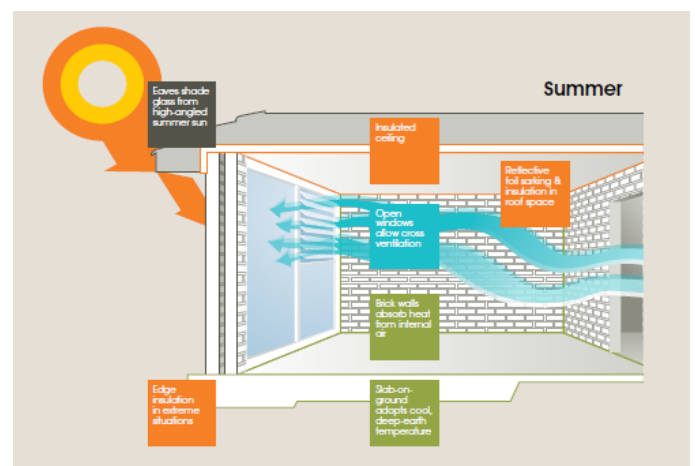 Summer
Eaves shade
glass from
high-angled
summer sun
Insulated
ceiling
Reflective
foil sarking &
insulation in
roof space
Open
windows
allow cross
ventilation
Brick walls
absorb heat
from internal
air
Edge
insulation
in extreme
situations
Slab-on-
ground
adopts cool,
deep-earth
temperature